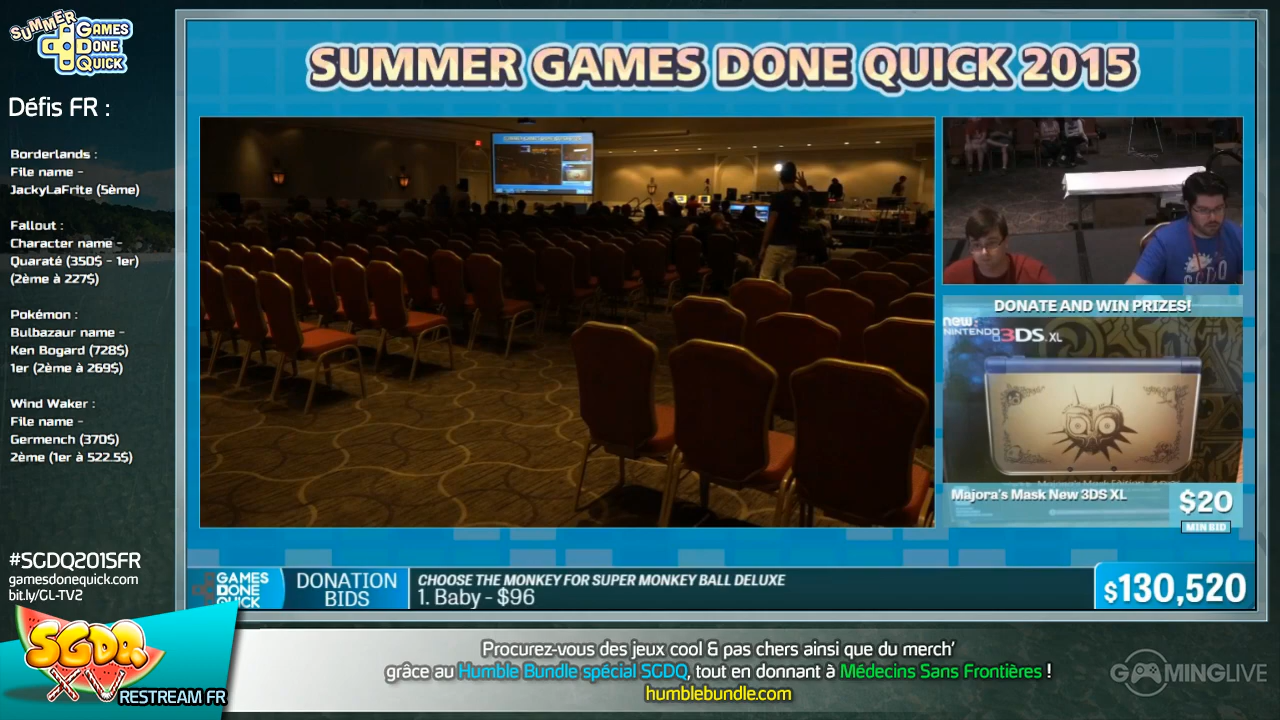 SUMMER
GAMES
DONE
QUICK
Défis FR :
Borderlands :
File name -
JackyLaFrite (5ème)
Fallout :
Character name -
Quaraté (350$ - 1er)
(2ème à 227$)
Pokémon :
Bulbazaur name -
Ken Bogard (728$)
1er (2ème à 269$)
Wind Waker :
File name -
Germench (370$)
2ème (1er à 522.5$)
#SGDQ2015FR
gamesdonequick.com
bit.ly/GL-TV2
SGDQ
XV
RESTREAM FR
SUMMER GAMES DONE QUICK 2015
SGDQ
DONATE AND WIN PRIZES!
new
NINTENDO
3DS XL
Majora's Mask New 3DS XL
$20
MIN BID
GAMES
DONE
QUICK
DONATION
BIDS
CHOOSE THE MONKEY FOR SUPER MONKEY BALL DELUXE
1. Baby - $96
$130,520
Procurez-vous des jeux cool & pas chers ainsi que du merch'
grâce au Humble Bundle spécial SGDQ, tout en donnant à Médecins Sans Frontières !
humblebundle.com
GAMINGLIVE